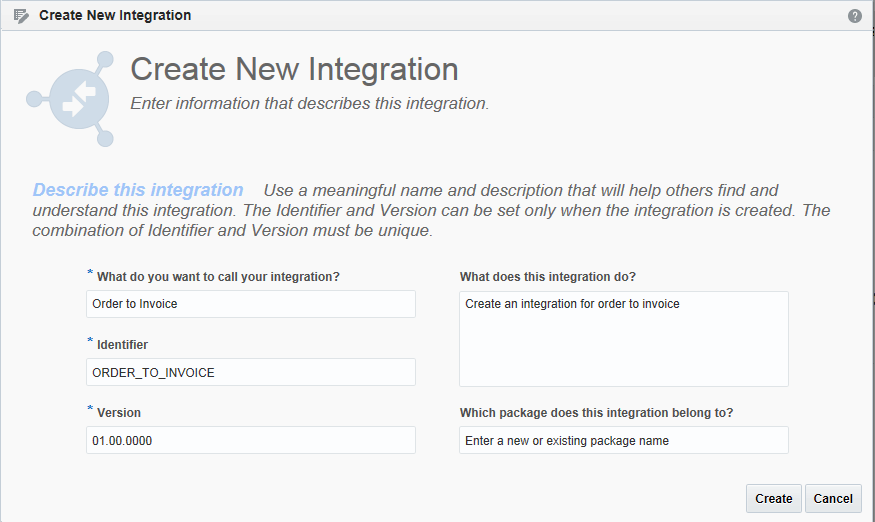 Create New Integration
?
Create New Integration
Enter information that describes this integration.
Describe this integration Use a meaningful name and description that will help others find and
understand this integration. The Identifier and Version can be set only when the integration is created. The
combination of Identifier and Version must be unique.
* What do you want to call your integration?
Order to Invoice
* Identifier
ORDER_TO_INVOICE
* Version
01.00.0000
What does this integration do?
Create an integration for order to invoice
Which package does this integration belong to?
Enter a new or existing package name
Create
Cancel